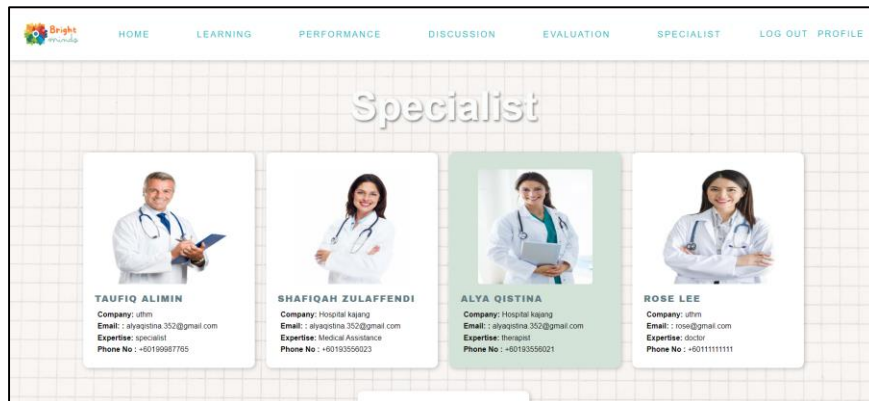 Bright
minds
HOME LEARNING PERFORMANCE DISCUSSION EVALUATION SPECIALIST LOG OUT PROFILE
Specialist
TAUFIQ ALIMIN
Company: uthm
Email: : alyaqistina.352@gmail.com
Expertise: specialist
Phone No : +60199987765
SHAFIQAH ZULAFFENDI
Company: Hospital kajang
Email: : alyaqistina.352@gmail.com
Expertise: Medical Assistance
Phone No : +60193556023
ALYA QISTINA
Company: Hospital kajang
Email: : alyaqistina.352@gmail.com
Expertise: therapist
Phone No : +60193556021
ROSE LEE
Company: uthm
Email: : rose@gmail.com
Expertise: doctor
Phone No : +60111111111